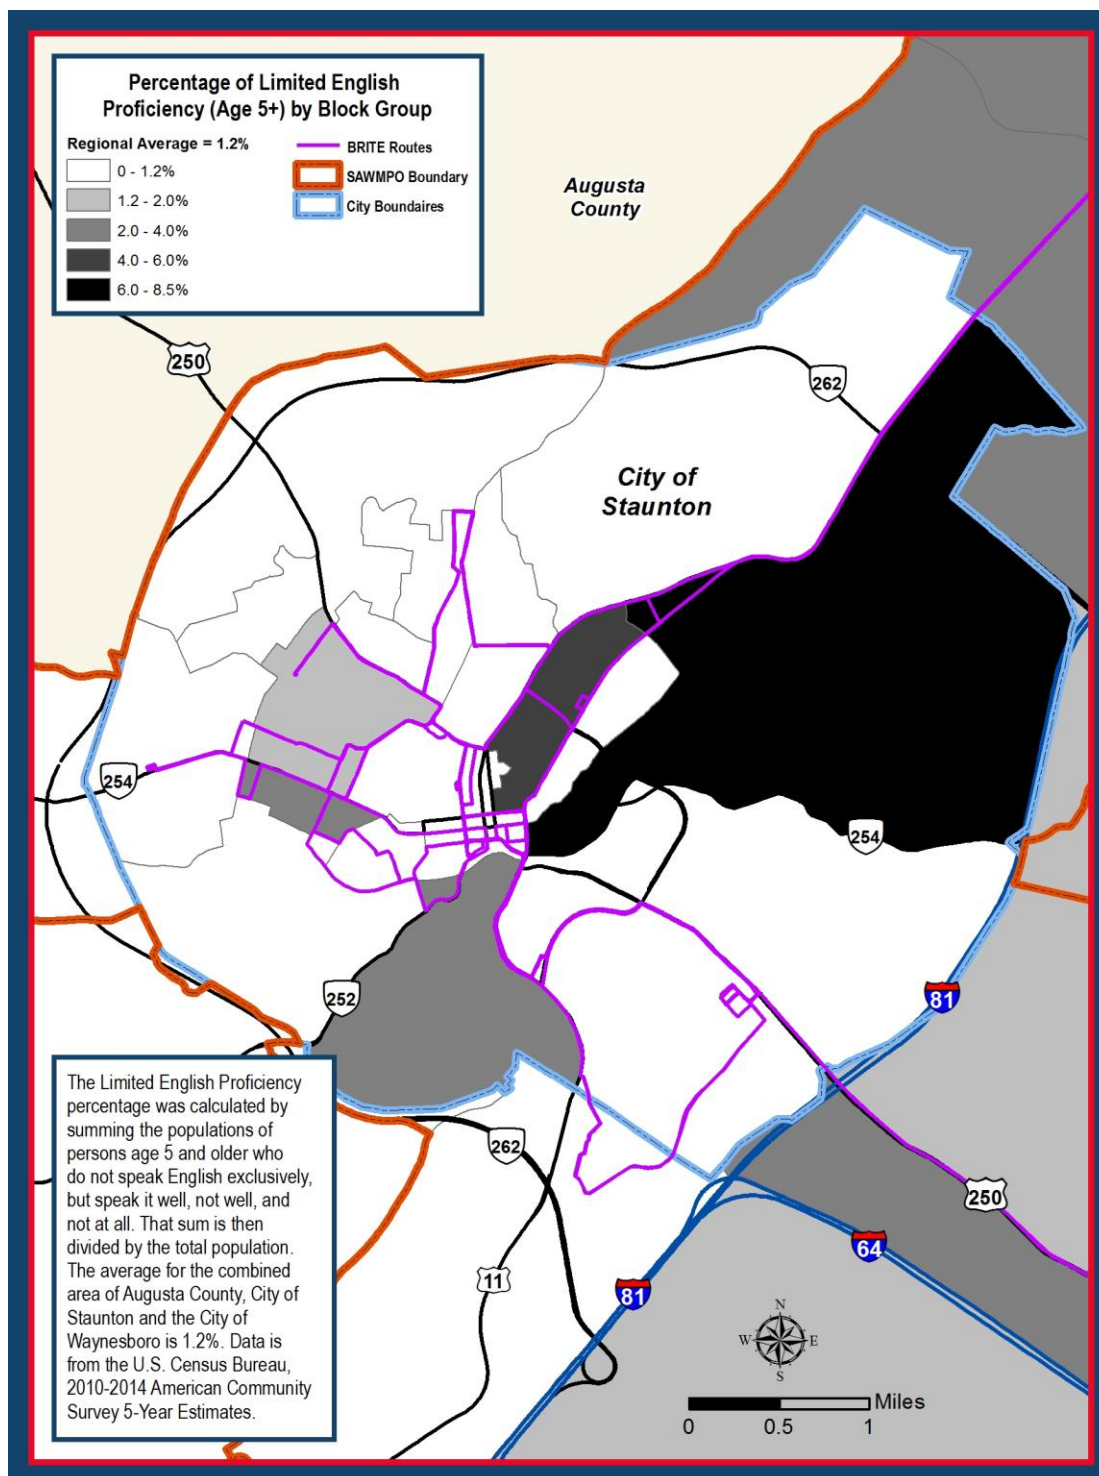 Percentage of Limited English
Proficiency (Age 5+) by Block Group
Regional Average = 1.2%
0 - 1.2%
1.2 - 2.0%
2.0 - 4.0%
4.0 - 6.0%
6.0 - 8.5%
BRITE Routes
SAWMPO Boundary
City Boundaires
Augusta
County
250
262
City of
Staunton
254
254
252
81
262
250
64
11
81
The Limited English Proficiency
percentage was calculated by
summing the populations of
persons age 5 and older who
do not speak English exclusively,
but speak it well, not well, and
not at all. That sum is then
divided by the total population.
The average for the combined
area of Augusta County, City of
Staunton and the City of
Waynesboro is 1.2%. Data is
from the U.S. Census Bureau,
2010-2014 American Community
Survey 5-Year Estimates.
N
W E
S
Miles
0 0.5 1